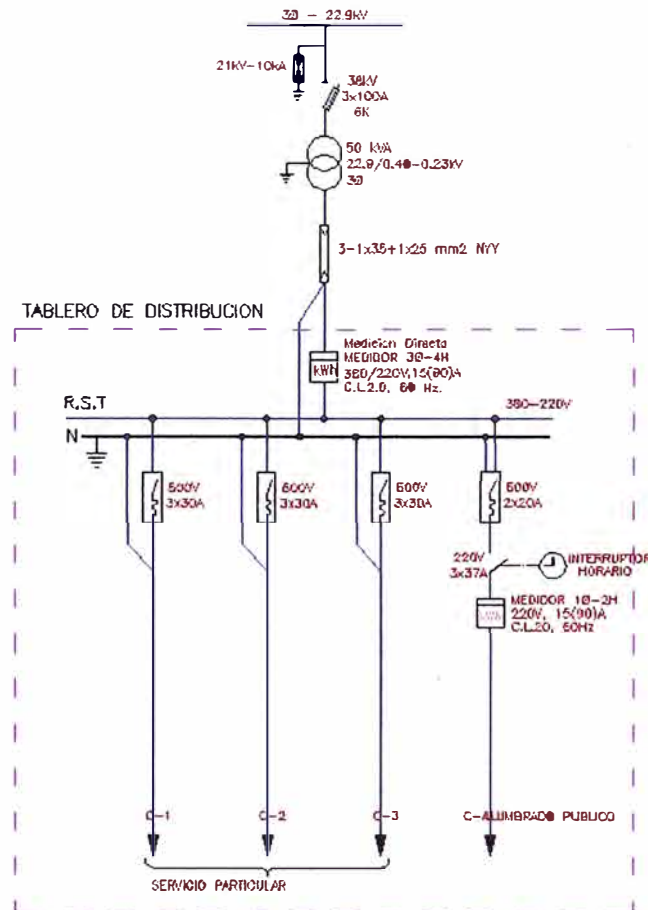 3Ø - 22.9kV
21kV-10kA
38kV
3x100A
6K
50 kVA
22.9/0.40-0.23kV
3Ø
3-1x35+1x25 mm2 NYY
TABLERO DE DISTRIBUCION
Medicion Directa
MEDIDOR 3Ø-4H
380/220V,15(90)A
C.L.2.0, 60 Hz.
kWh
R.S.T
380-220V
N
600V
3x30A
600V
3x30A
600V
3x30A
600V
2x20A
220V
3x37A
INTERRUPTOR
HORARIO
MEDIDOR 1Ø-2H
220V, 15(90)A
C.L.20, 60Hz
C-1
C-2
C-3
C-ALUMBRADO PUBLICO
SERVICIO PARTICULAR